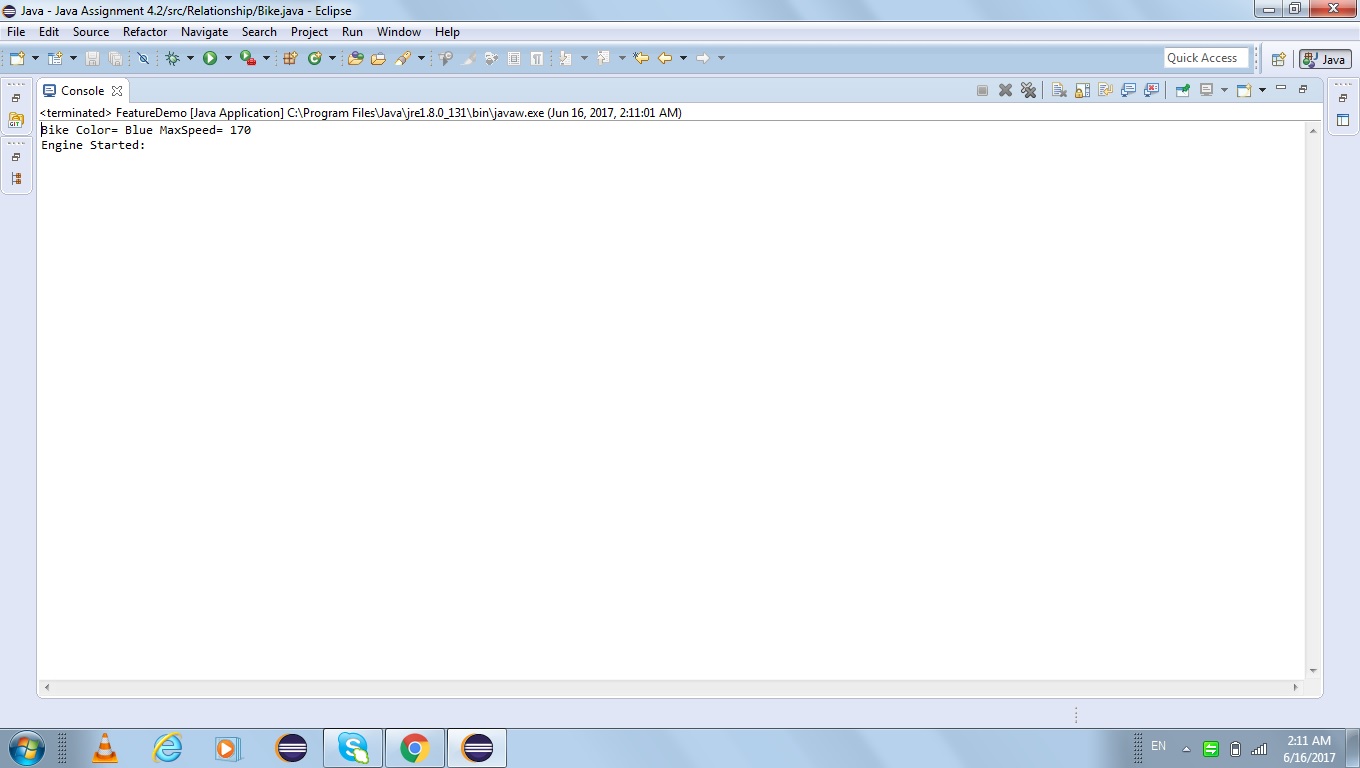 Java - Java Assignment 4.2/src/Relationship/Bike.java - Eclipse
File Edit Source Refactor Navigate Search Project Run Window Help
Quick Access
Java
Console
<terminated> FeatureDemo [Java Application] C:\Program Files\Java\jre1.8.0_131\bin\javaw.exe (Jun 16, 2017, 2:11:01 AM)
Bike Color= Blue MaxSpeed= 170
Engine Started:
GIT
EN
2:11 AM
6/16/2017